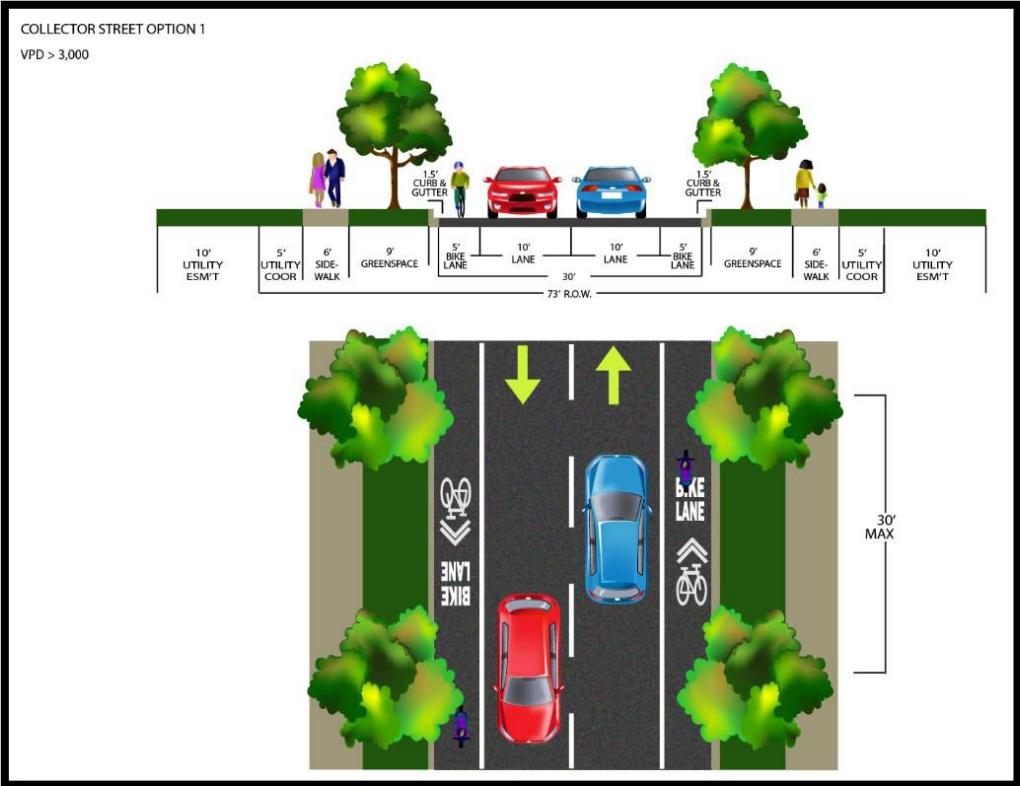 COLLECTOR STREET OPTION 1
VPD > 3,000
1.5'
CURB &
GUTTER
1.5'
CURB &
GUTTER
10'
UTILITY
ESM'T
5'
UTILITY
COOR
6'
SIDE-
WALK
9'
GREENSPACE
5'
BIKE
LANE
10'
LANE
10'
LANE
5'
BIKE
LANE
9'
GREENSPACE
6'
SIDE-
WALK
5'
UTILITY
COOR
10'
UTILITY
ESM'T
30'
73' R.O.W.
BIKE
LANE
BIKE
LANE
30'
MAX